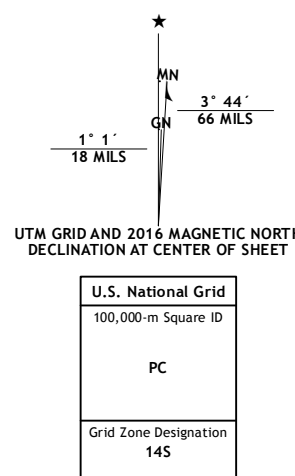 ★
MN
3° 44´
66 MILS
GN
1° 1´
18 MILS
UTM GRID AND 2016 MAGNETIC NORTH
DECLINATION AT CENTER OF SHEET
U.S. National Grid
100,000-m Square ID
PC
Grid Zone Designation
14S